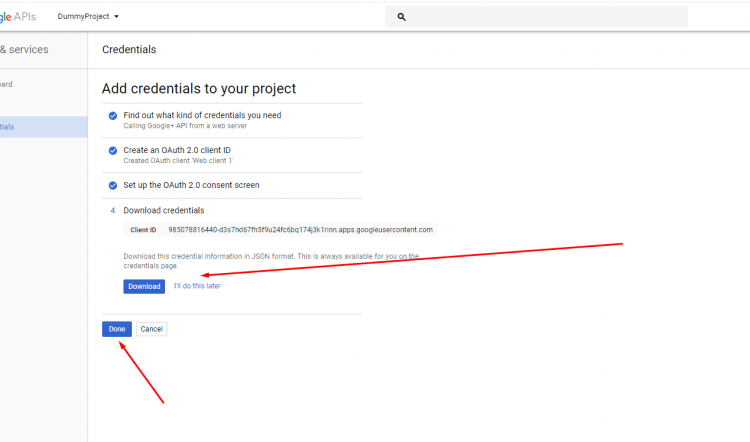 gle APIs
DummyProject
& services
Credentials
ard
tials
Add credentials to your project
Find out what kind of credentials you need
Calling Google+ API from a web server
Create an OAuth 2.0 client ID
Created OAuth client 'Web client 1'
Set up the OAuth 2.0 consent screen
4 Download credentials
Client ID 985078816440-d3s7hd67fh5f9u24fc6bq174j3k1rinn.apps.googleusercontent.com
Download this credential information in JSON format. This is always available for you on the
credentials page.
Download I'll do this later
Done Cancel